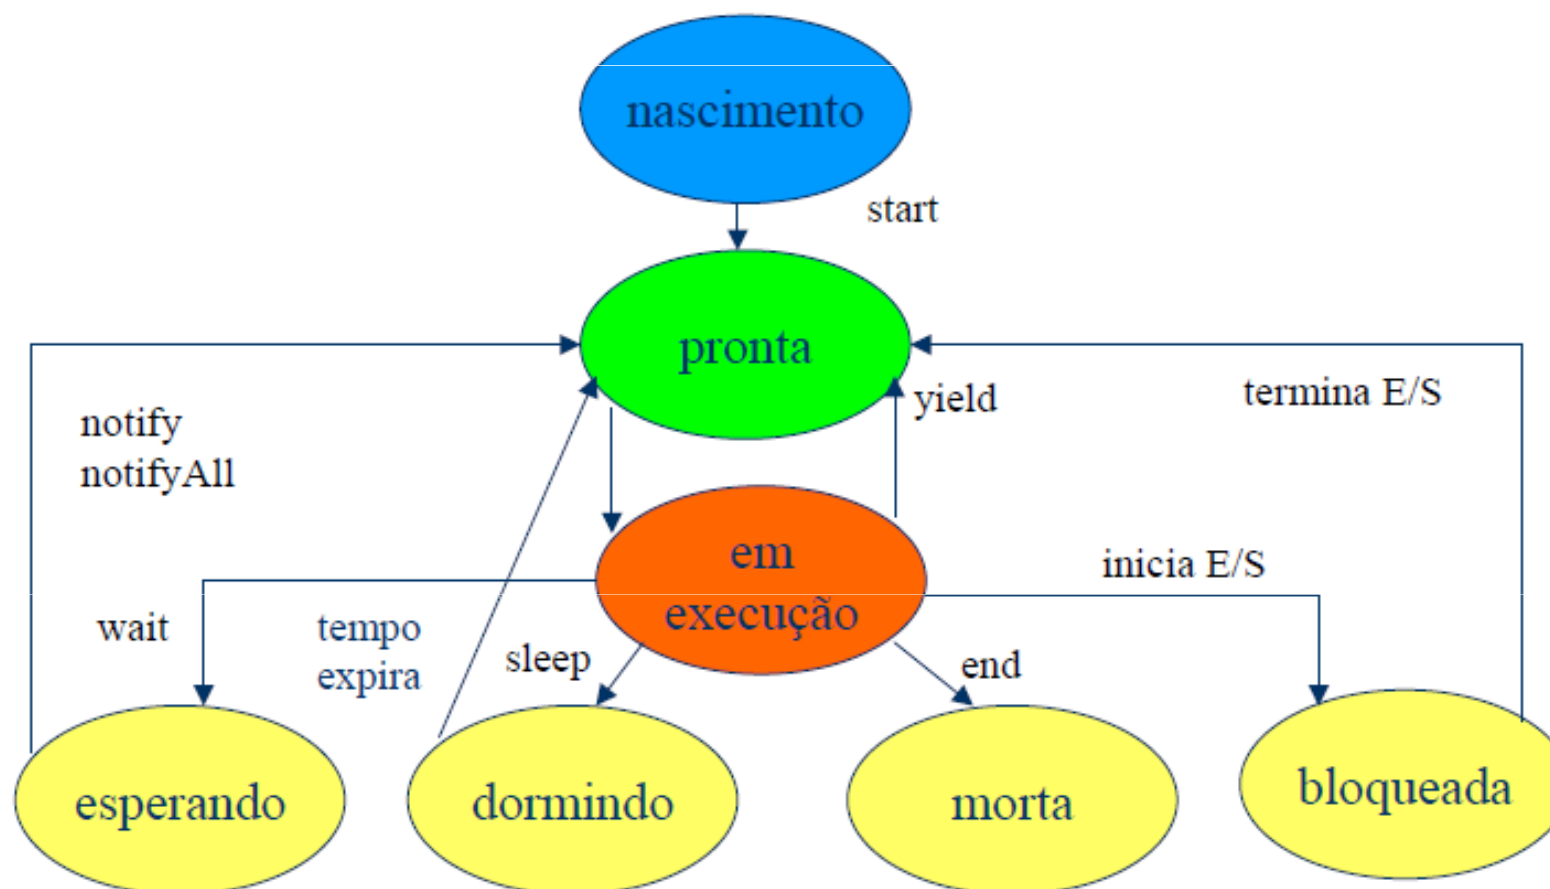 nascimento
start
pronta
yield
termina E/S
notify
notifyAll
em
execução
inicia E/S
wait
tempo
expira
sleep
end
esperando
dormindo
morta
bloqueada